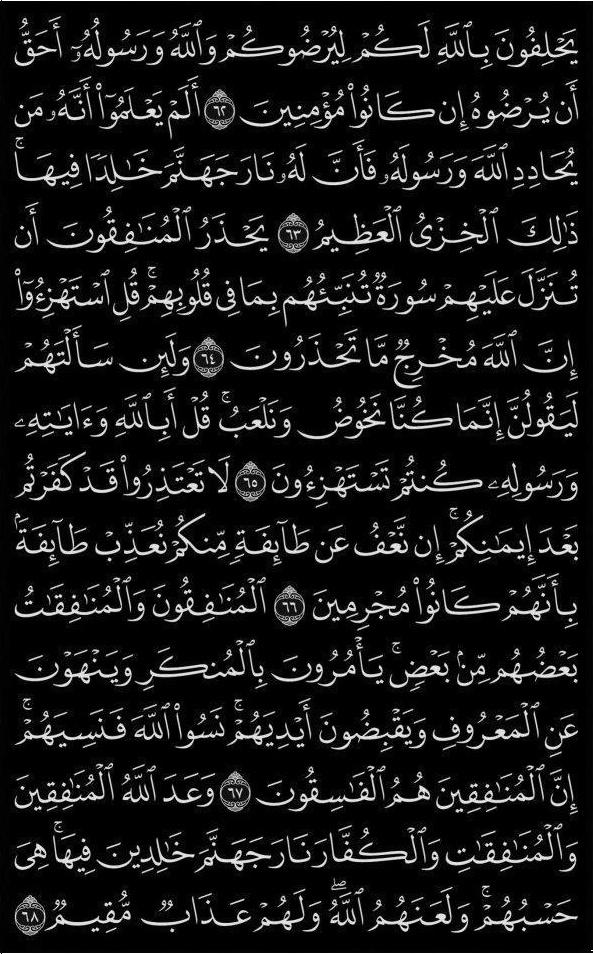 يَحْلِفُونَ بِٱللَّهِ لَكُمْ لِيُرْضُوكُمْ وَٱللَّهُ وَرَسُولُهُۥٓ أَحَقُّ
أَن يُرْضُوهُ إِن كَانُوا۟ مُؤْمِنِينَ ٦٢ أَلَمْ يَعْلَمُوٓا۟ أَنَّهُۥ مَن
يُحَادِدِ ٱللَّهَ وَرَسُولَهُۥ فَأَنَّ لَهُۥ نَارَ جَهَنَّمَ خَٰلِدًا فِيهَا ۚ
ذَٰلِكَ ٱلْخِزْىُ ٱلْعَظِيمُ ٦٣ يَحْذَرُ ٱلْمُنَٰفِقُونَ أَن
تُنَزَّلَ عَلَيْهِمْ سُورَةٌ تُنَبِّئُهُم بِمَا فِى قُلُوبِهِمْ ۚ قُلِ ٱسْتَهْزِءُوٓا۟
إِنَّ ٱللَّهَ مُخْرِجٌ مَّا تَحْذَرُونَ ٦٤ وَلَئِن سَأَلْتَهُمْ
لَيَقُولُنَّ إِنَّمَا كُنَّا نَخُوضُ وَنَلْعَبُ ۚ قُلْ أَبِٱللَّهِ وَءَايَٰتِهِۦ
وَرَسُولِهِۦ كُنتُمْ تَسْتَهْزِءُونَ ٦٥ لَا تَعْتَذِرُوا۟ قَدْ كَفَرْتُم
بَعْدَ إِيمَٰنِكُمْ ۚ إِن نَّعْفُ عَن طَآئِفَةٍ مِّنكُمْ نُعَذِّبْ طَآئِفَةًۢ
بِأَنَّهُمْ كَانُوا۟ مُجْرِمِينَ ٦٦ ٱلْمُنَٰفِقُونَ وَٱلْمُنَٰفِقَٰتُ
بَعْضُهُم مِّنۢ بَعْضٍ ۚ يَأْمُرُونَ بِٱلْمُنكَرِ وَيَنْهَوْنَ
عَنِ ٱلْمَعْرُوفِ وَيَقْبِضُونَ أَيْدِيَهُمْ ۚ نَسُوا۟ ٱللَّهَ فَنَسِيَهُمْ ۗ
إِنَّ ٱلْمُنَٰفِقِينَ هُمُ ٱلْفَٰسِقُونَ ٦٧ وَعَدَ ٱللَّهُ ٱلْمُنَٰفِقِينَ
وَٱلْمُنَٰفِقَٰتِ وَٱلْكُفَّارَ نَارَ جَهَنَّمَ خَٰلِدِينَ فِيهَا ۚ هِىَ
حَسْبُهُمْ ۚ وَلَعَنَهُمُ ٱللَّهُ ۖ وَلَهُمْ عَذَابٌ مُّقِيمٌ ٦٨